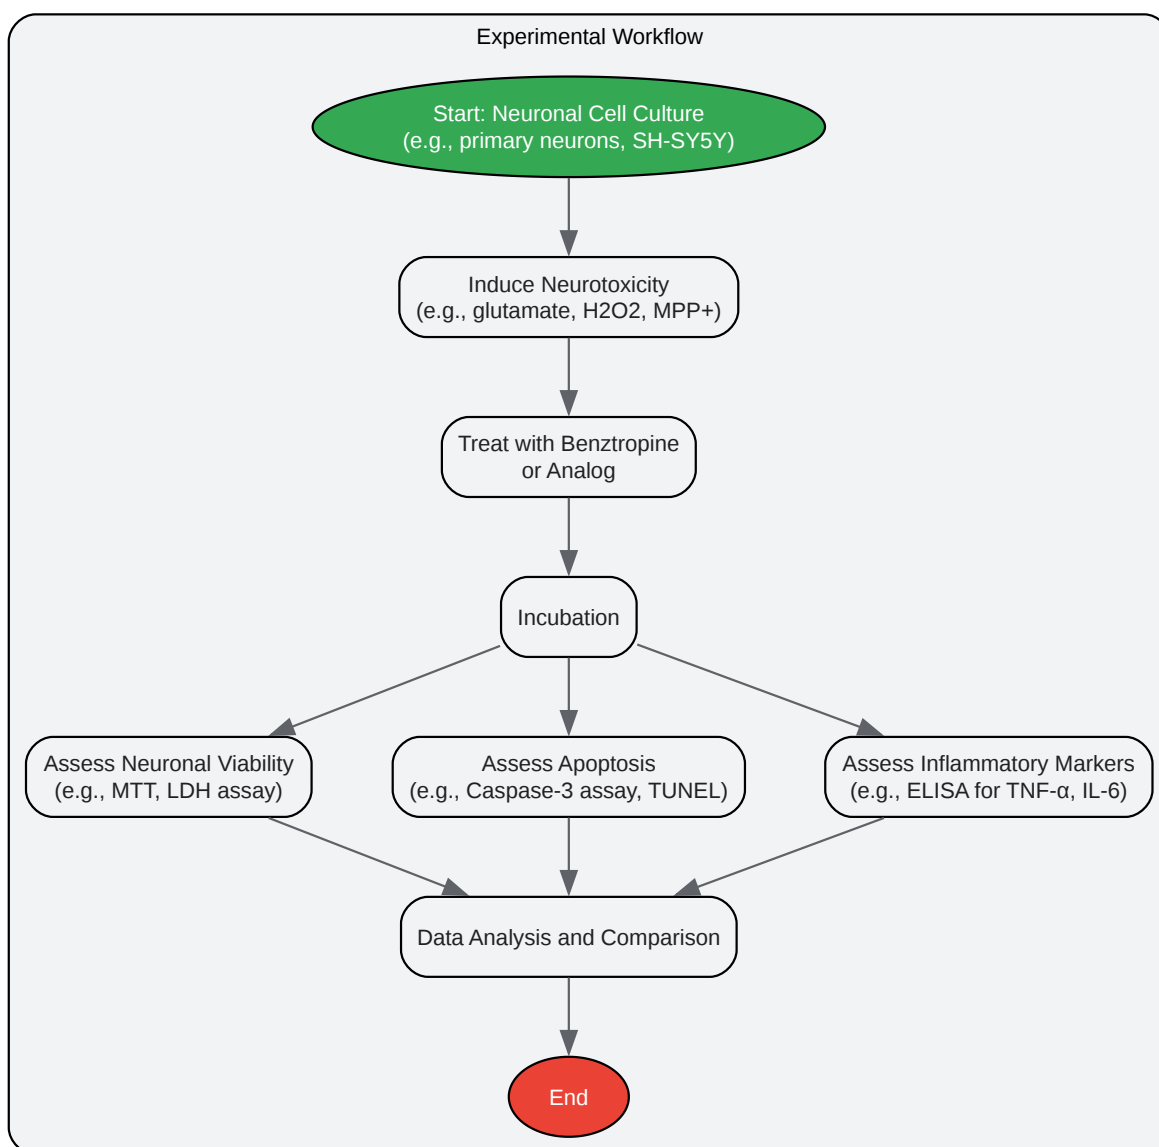 Experimental Workflow
Start: Neuronal Cell Culture
(e.g., primary neurons, SH-SY5Y)
Induce Neurotoxicity
(e.g., glutamate, H2O2, MPP+)
Treat with Benztropine
or Analog
Incubation
Assess Neuronal Viability
(e.g., MTT, LDH assay)
Assess Apoptosis
(e.g., Caspase-3 assay, TUNEL)
Assess Inflammatory Markers
(e.g., ELISA for TNF-α, IL-6)
Data Analysis and Comparison
End